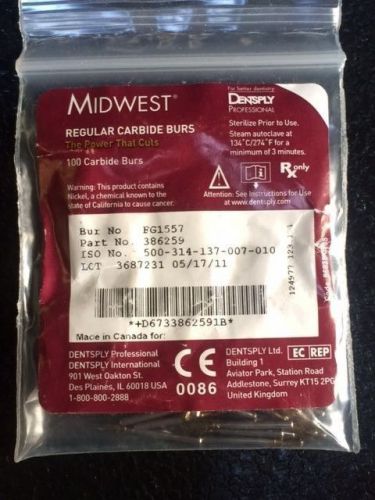 MIDWEST®
For better dentistry
DENTSPLY
PROFESSIONAL
REGULAR CARBIDE BURS
The Power That Cuts
100 Carbide Burs
Sterilize Prior to Use.
Steam autoclave at
134°C/274°F for a
minimum of 3 minutes.
Rx only
Warning: This product contains
Nickel, a chemical known to the
state of California to cause cancer.
Attention: See Instructions for Use
at www.dentsply.com
Bur No FG1557
Part No. 386259
ISO No. 500-314-137-007-010
LOT 3687231 05/17/11
*+D6733862591B*
124977 123
Made in Canada for:
DENTSPLY Professional
DENTSPLY International
901 West Oakton St.
Des Plaines, IL 60018 USA
1-800-800-2888
CE
0086
DENTSPLY Ltd.
Building 1
Aviator Park, Station Road
Addlestone, Surrey KT15 2PG
United Kingdom
EC REP